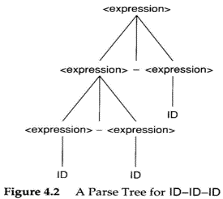 <expression>
<expression> – <expression>
ID
<expression> – <expression>
ID ID
Figure 4.2 A Parse Tree for ID–ID–ID